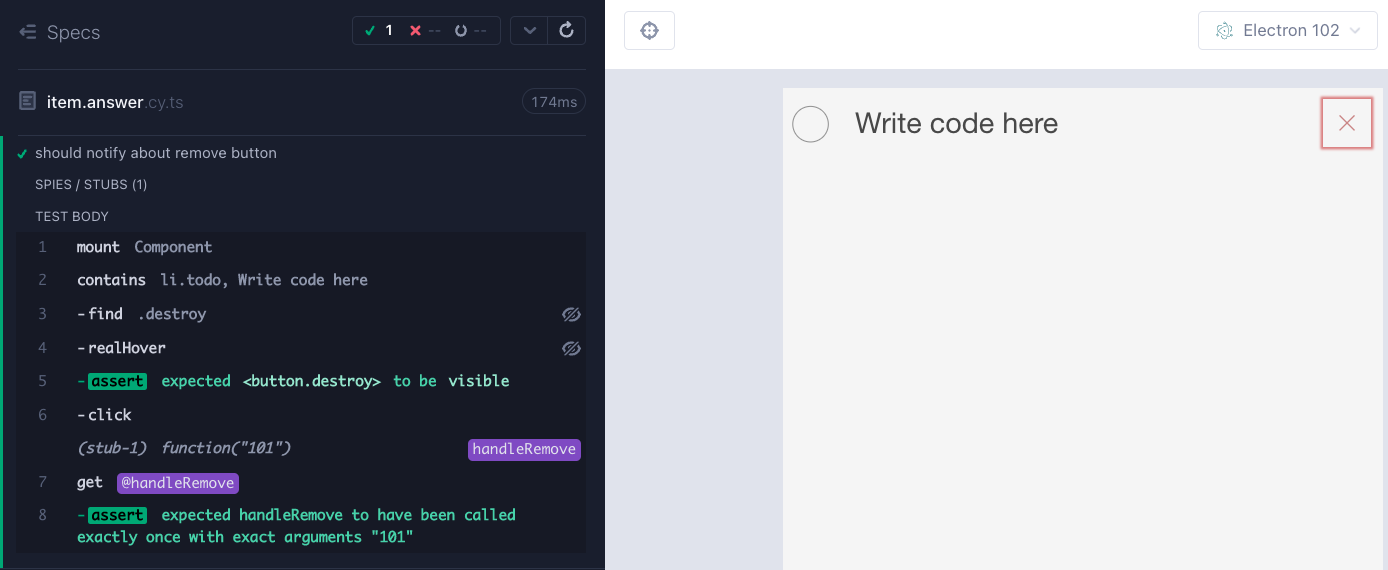 Specs
1 -- --
item.answer.cy.ts 174ms
should notify about remove button
SPIES / STUBS (1)
TEST BODY
1 mount Component
2 contains li.todo, Write code here
3 -find .destroy
4 -realHover
5 -assert expected <button.destroy> to be visible
6 -click
(stub-1) function("101") handleRemove
7 get @handleRemove
8 -assert expected handleRemove to have been called
exactly once with exact arguments "101"
Electron 102
Write code here